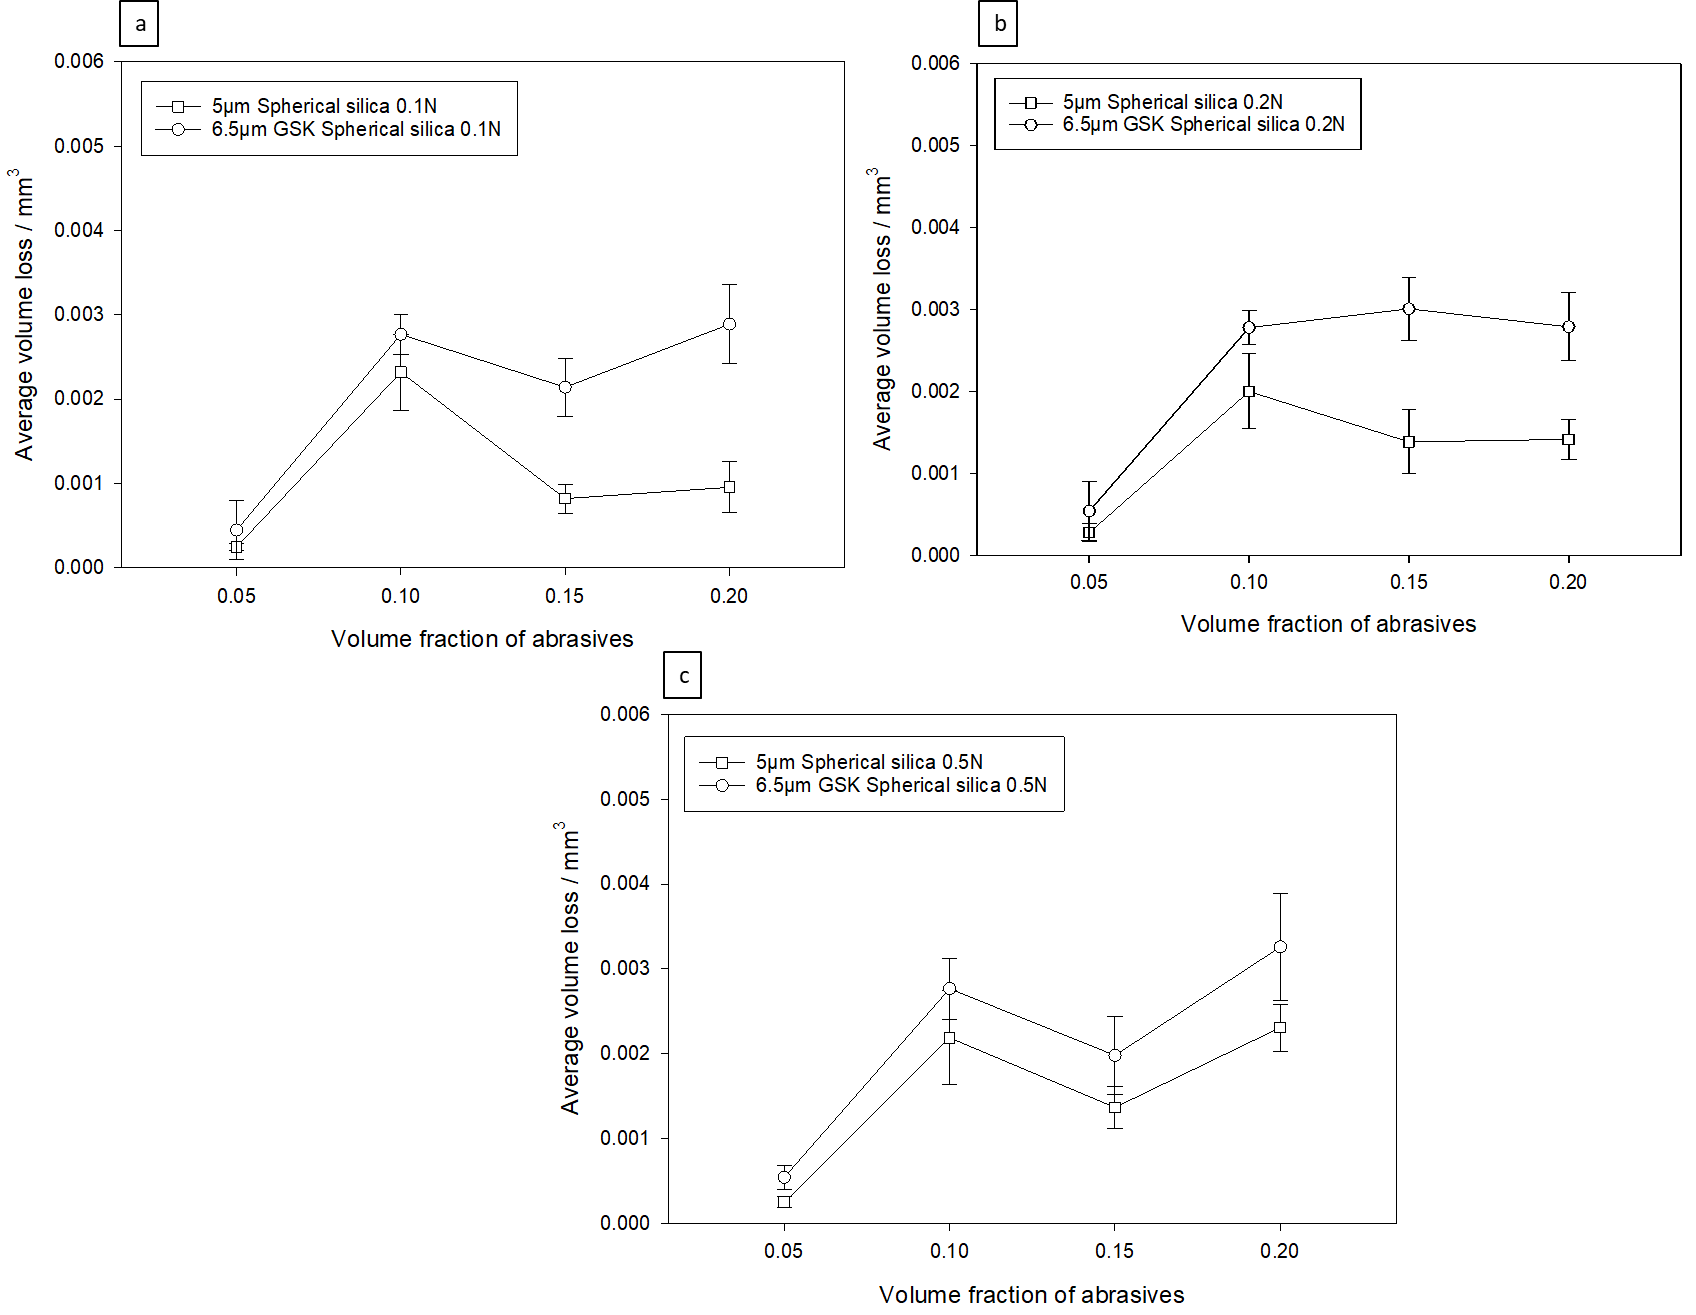 a
0.006
0.005
0.004
0.003
0.002
0.001
0.000
Average volume loss / mm³
5µm Spherical silica 0.1N
6.5µm GSK Spherical silica 0.1N
0.05 0.10 0.15 0.20
Volume fraction of abrasives
b
0.006
0.005
0.004
0.003
0.002
0.001
0.000
Average volume loss / mm³
5µm Spherical silica 0.2N
6.5µm GSK Spherical silica 0.2N
0.05 0.10 0.15 0.20
Volume fraction of abrasives
c
0.006
0.005
0.004
0.003
0.002
0.001
0.000
Average volume loss / mm³
5µm Spherical silica 0.5N
6.5µm GSK Spherical silica 0.5N
0.05 0.10 0.15 0.20
Volume fraction of abrasives